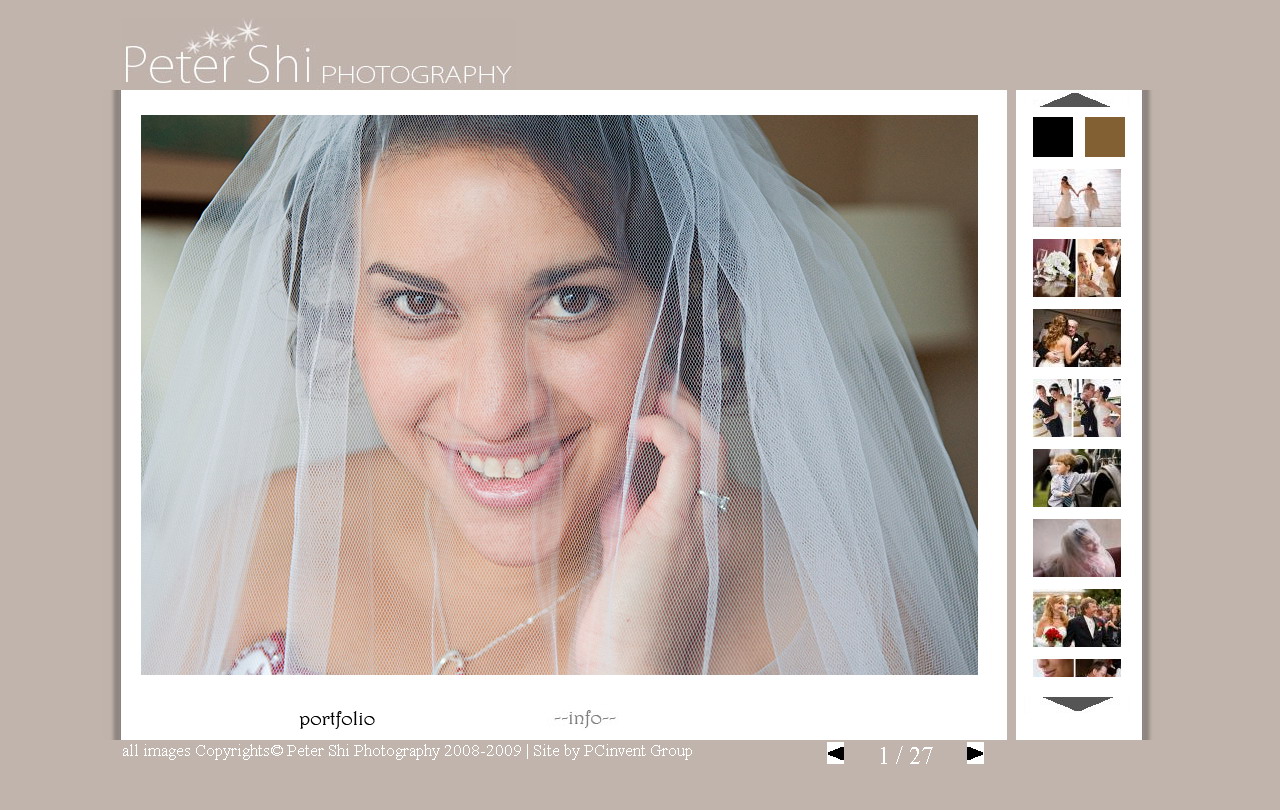 Peter Shi PHOTOGRAPHY
portfolio
--info--
all images Copyrights© Peter Shi Photography 2008-2009 | Site by PCinvent Group
1 / 27